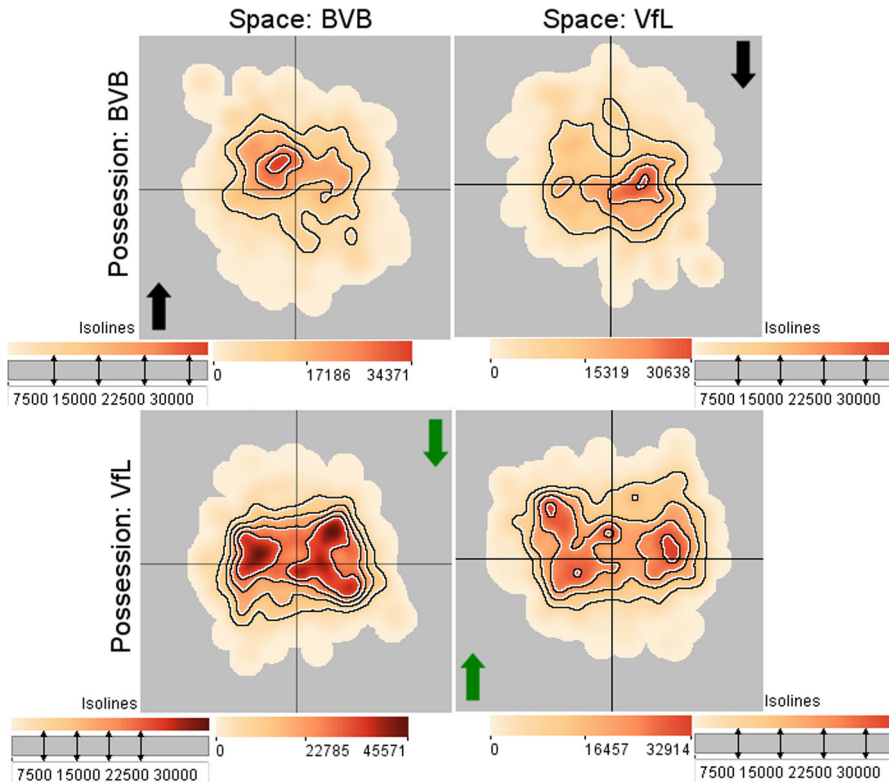 Space: BVB Space: VfL
Possession: BVB
Isolines Isolines
0 17186 34371 0 15319 30638
7500 15000 22500 30000 7500 15000 22500 30000
Possession: VfL
Isolines Isolines
0 22785 45571 0 16457 32914
7500 15000 22500 30000 7500 15000 22500 30000